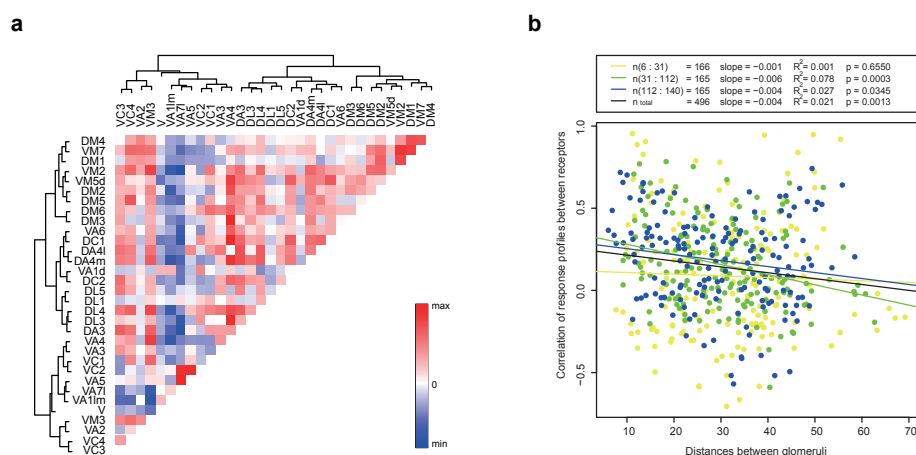 a
VC3
VC4
VA2
VM3
V
VA1lm
VA7l
VA5
VC2
VC1
VA3
VA4
DA3
DL3
DL4
DL1
DL5
DC2
VA1d
DA4m
DA4l
DC1
VA6
DM3
DM6
DM5
DM2
VM5d
VM2
DM1
VM7
DM4
DM4
VM7
DM1
VM2
VM5d
DM2
DM5
DM6
DM3
VA6
DC1
DA4l
DA4m
VA1d
DC2
DL5
DL1
DL4
DL3
DA3
VA4
VA3
VC1
VC2
VA5
VA7l
VA1lm
V
VM3
VA2
VC4
VC3
max
0
min
b
n(6 : 31) = 166 slope = −0.001 R²= 0.001 p = 0.6550
n(31 : 112) = 165 slope = −0.006 R²= 0.078 p = 0.0003
n(112 : 140) = 165 slope = −0.004 R²= 0.027 p = 0.0345
n total = 496 slope = −0.004 R²= 0.021 p = 0.0013
Correlation of response profiles between receptors
1.0
0.5
0.0
−0.5
10 20 30 40 50 60 70
Distances between glomeruli